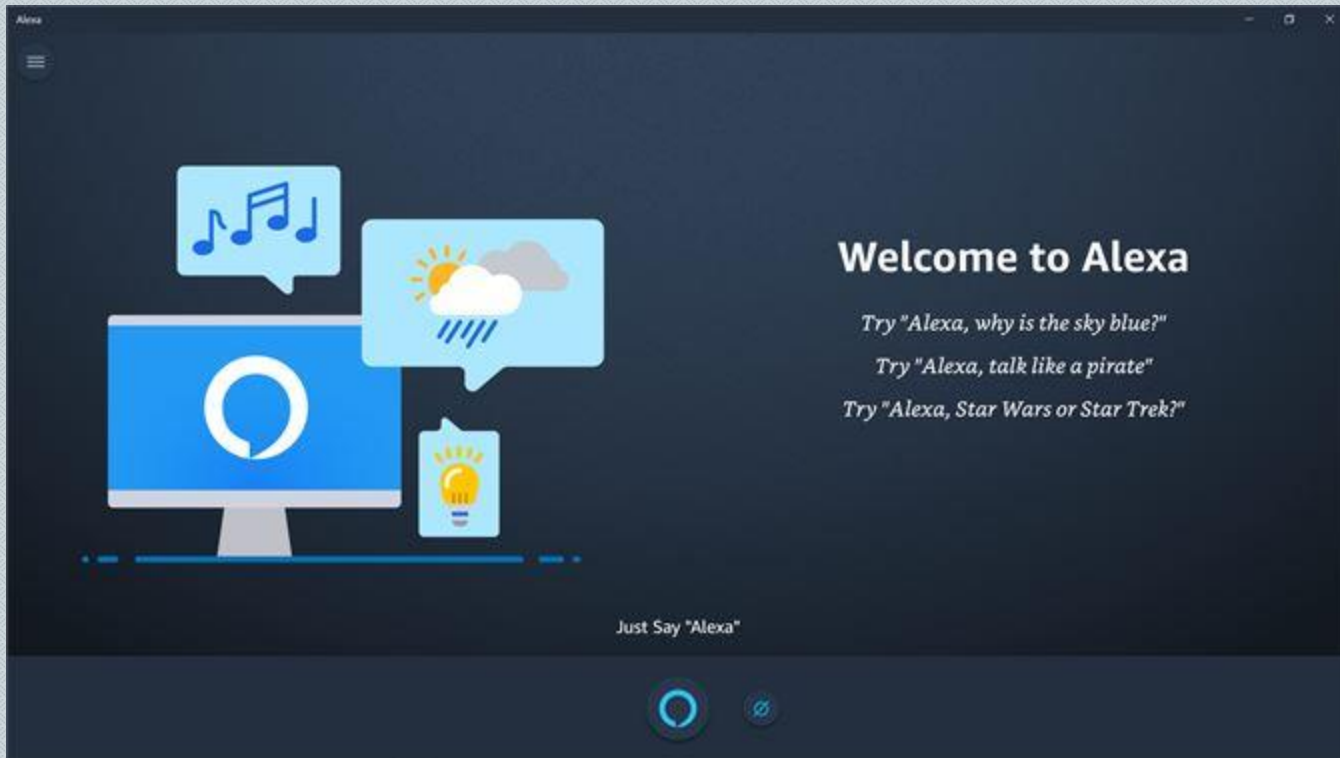 Alexa
Welcome to Alexa
Try "Alexa, why is the sky blue?"
Try "Alexa, talk like a pirate"
Try "Alexa, Star Wars or Star Trek?"
Just Say "Alexa"